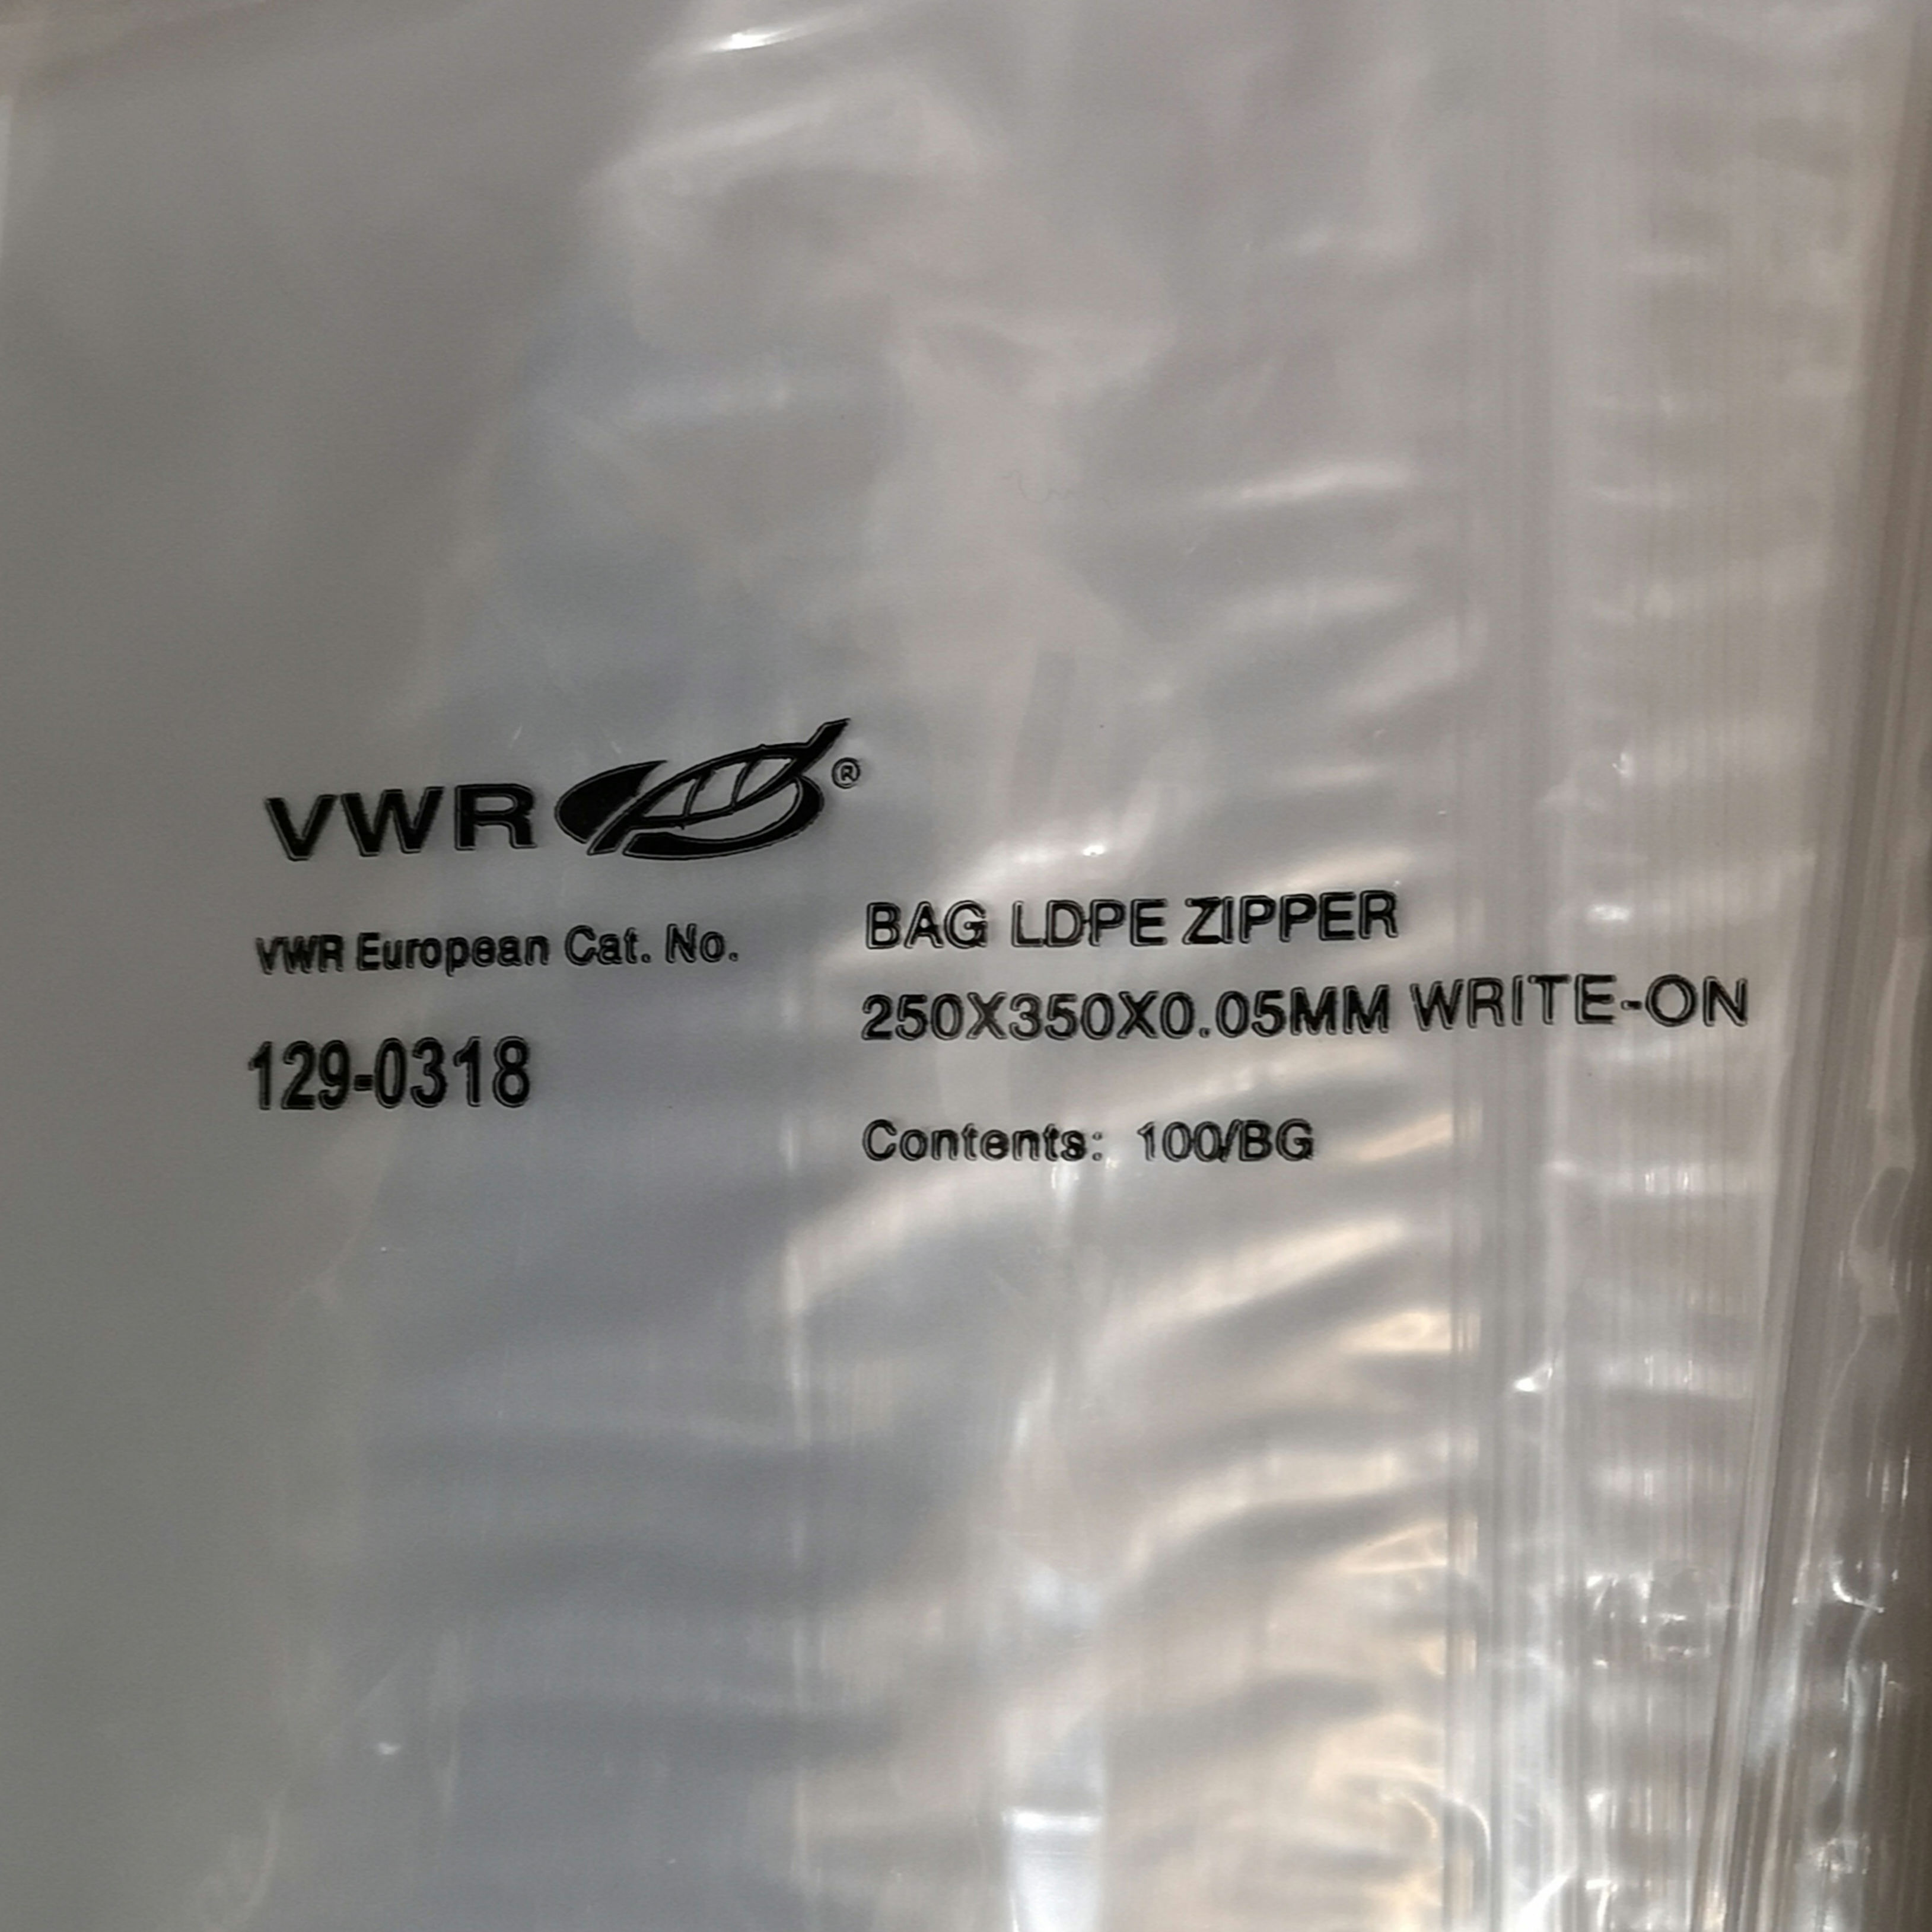 VWR ®
VWR European Cat. No.
129-0318
BAG LDPE ZIPPER
250X350X0.05MM WRITE-ON
Contents: 100/BG